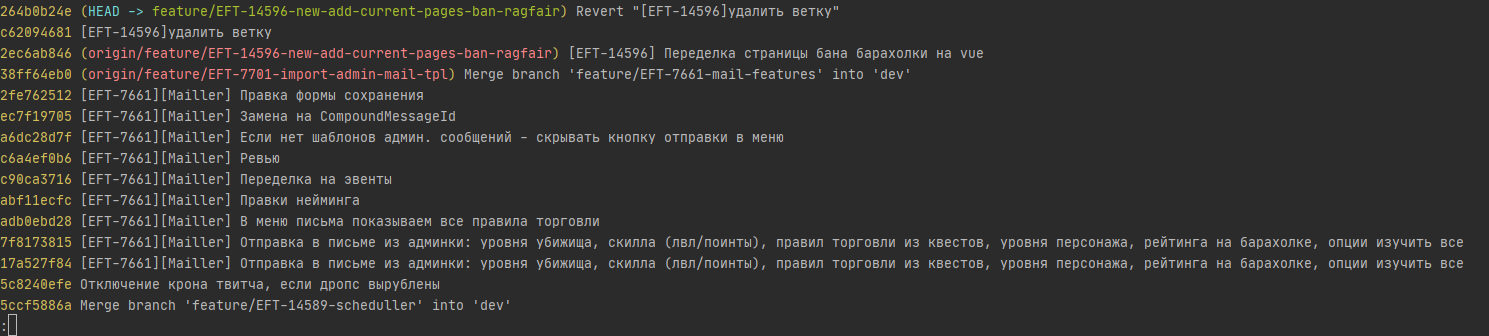 264b0b24e (HEAD -> feature/EFT-14596-new-add-current-pages-ban-ragfair) Revert "[EFT-14596]удалить ветку"
c62094681 [EFT-14596]удалить ветку
2ec6ab846 (origin/feature/EFT-14596-new-add-current-pages-ban-ragfair) [EFT-14596] Переделка страницы бана барахолки на vue
38ff64eb0 (origin/feature/EFT-7701-import-admin-mail-tpl) Merge branch 'feature/EFT-7661-mail-features' into 'dev'
2fe762512 [EFT-7661][Mailler] Правка формы сохранения
ec7f19705 [EFT-7661][Mailler] Замена на CompoundMessageId
a6dc28d7f [EFT-7661][Mailler] Если нет шаблонов админ. сообщений - скрывать кнопку отправки в меню
c6a4ef0b6 [EFT-7661][Mailler] Ревью
c90ca3716 [EFT-7661][Mailler] Переделка на эвенты
abf11ecfc [EFT-7661][Mailler] Правки нейминга
adb0ebd28 [EFT-7661][Mailler] В меню письма показываем все правила торговли
7f8173815 [EFT-7661][Mailler] Отправка в письме из админки: уровня убижища, скилла (лвл/поинты), правил торговли из квестов, уровня персонажа, рейтинга на барахолке, опции изучить все
17a527f84 [EFT-7661][Mailler] Отправка в письме из админки: уровня убижища, скилла (лвл/поинты), правил торговли из квестов, уровня персонажа, рейтинга на барахолке, опции изучить все
5c8240efe Отключение крона твитча, если дропс вырублены
5ccf5886a Merge branch 'feature/EFT-14589-scheduller' into 'dev'
: